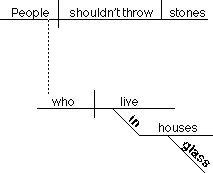 People shouldn't throw stones
who live
in
houses
glass